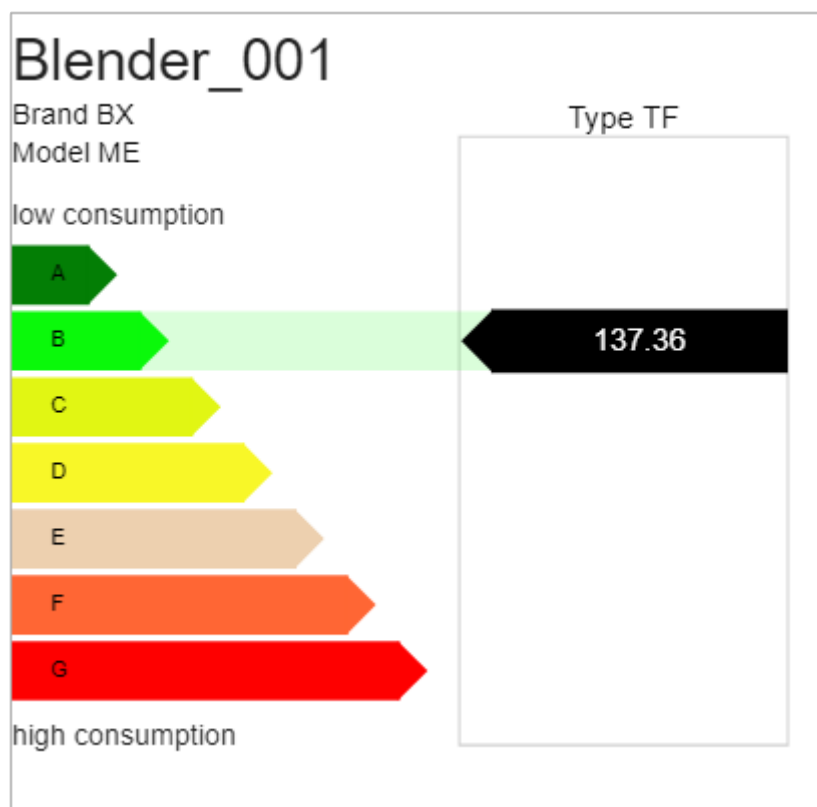 Blender_001
Brand BX
Type TF
Model ME
low consumption
A
B
137.36
C
D
E
F
G
high consumption